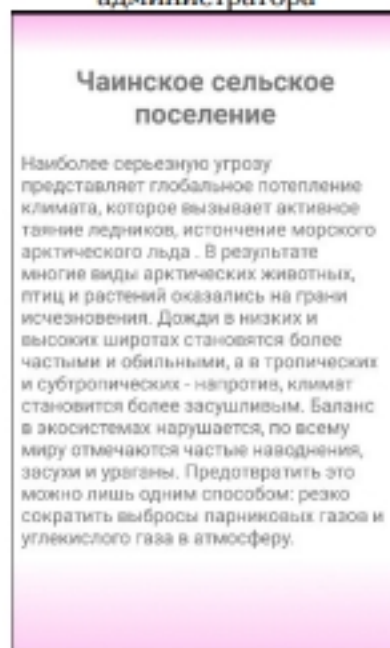 администратора
Чаинское сельское
поселение
Наиболее серьезную угрозу
представляет глобальное потепление
климата, которое вызывает активное
таяние ледников, истончение морского
арктического льда . В результате
многие виды арктических животных,
птиц и растений оказались на грани
исчезновения. Дожди в низких и
высоких широтах становятся более
частыми и обильными, а в тропических
и субтропических - напротив, климат
становится более засушливым. Баланс
в экосистемах нарушается, по всему
миру отмечаются частые наводнения,
засухи и ураганы. Предотвратить это
можно лишь одним способом: резко
сократить выбросы парниковых газов и
углекислого газа в атмосферу.